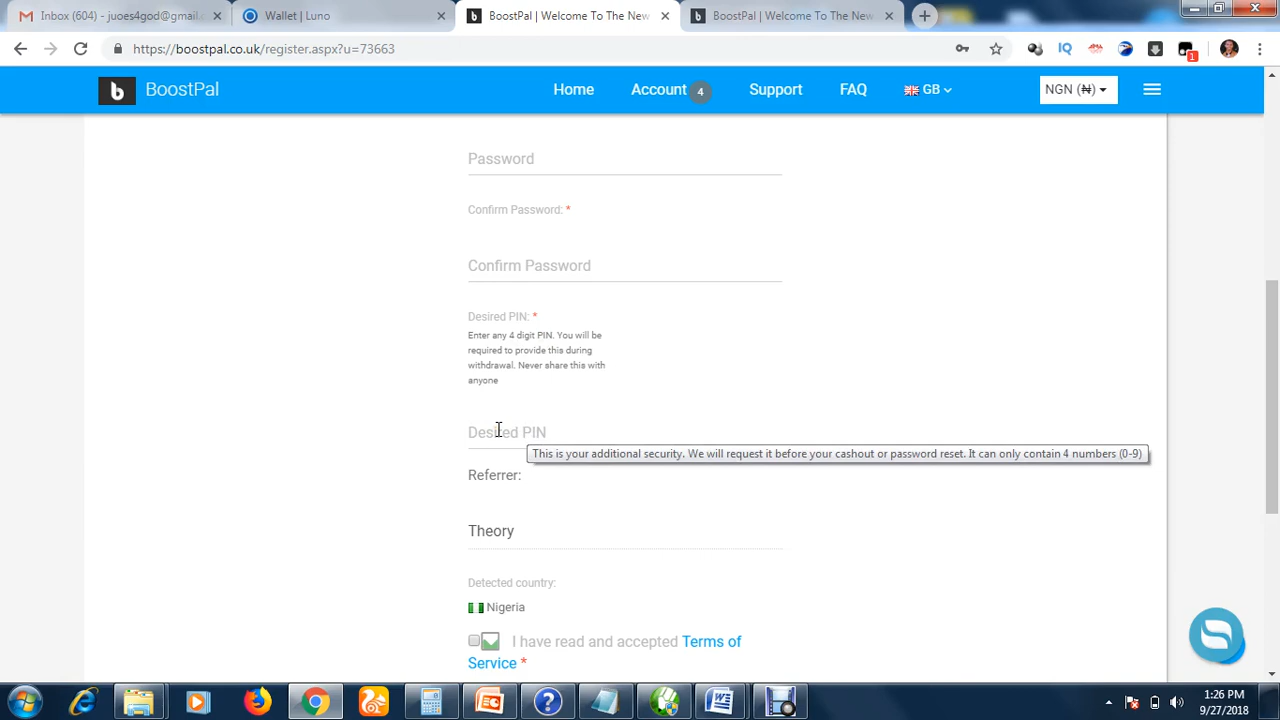 Inbox (604) - juoes4god@gmail.
Wallet | Luno
BoostPal | Welcome To The New
BoostPal | Welcome To The New
https://boostpal.co.uk/register.aspx?u=73663
IQ
1
b
BoostPal
Home
Account 4
Support
FAQ
GB
NGN (₦)
Password
Confirm Password: *
Confirm Password
Desired PIN: *
Enter any 4 digit PIN. You will be
required to provide this during
withdrawal. Never share this with
anyone
Desired PIN
This is your additional security. We will request it before your cashout or password reset. It can only contain 4 numbers (0-9)
Referrer:
Theory
Detected country:
Nigeria
I have read and accepted Terms of
Service *
1:26 PM
9/27/2018